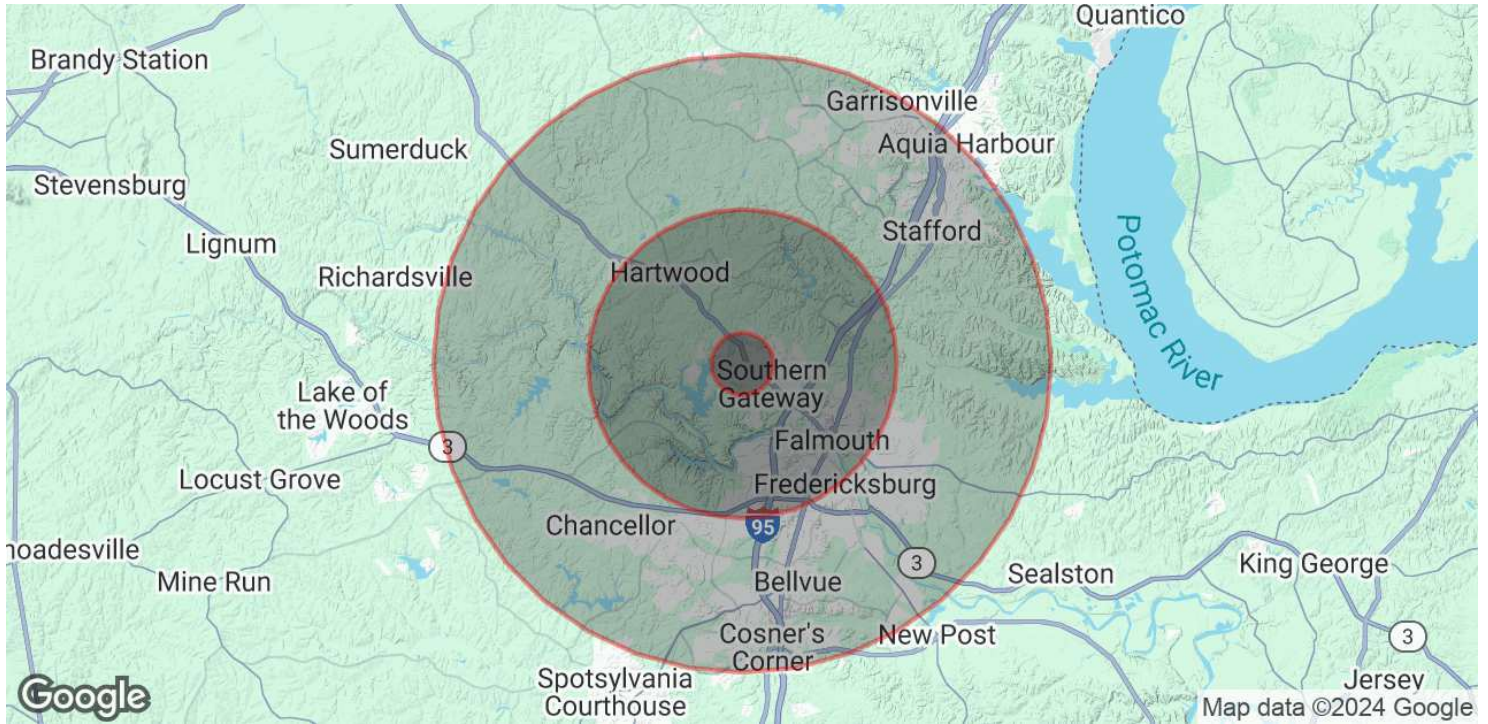 Quantico
Brandy Station
Garrisonville
Sumerduck
Aquia Harbour
Stevensburg
Stafford
Lignum
Richardsville
Hartwood
Potomac River
Southern
Gateway
Lake of
the Woods
Falmouth
3
Locust Grove
Fredericksburg
Chancellor
95
noadesville
3
Mine Run
Bellvue
Sealston
King George
Cosner's
Corner
New Post
3
Spotsylvania
Courthouse
Jersey
Google
Map data ©2024 Google